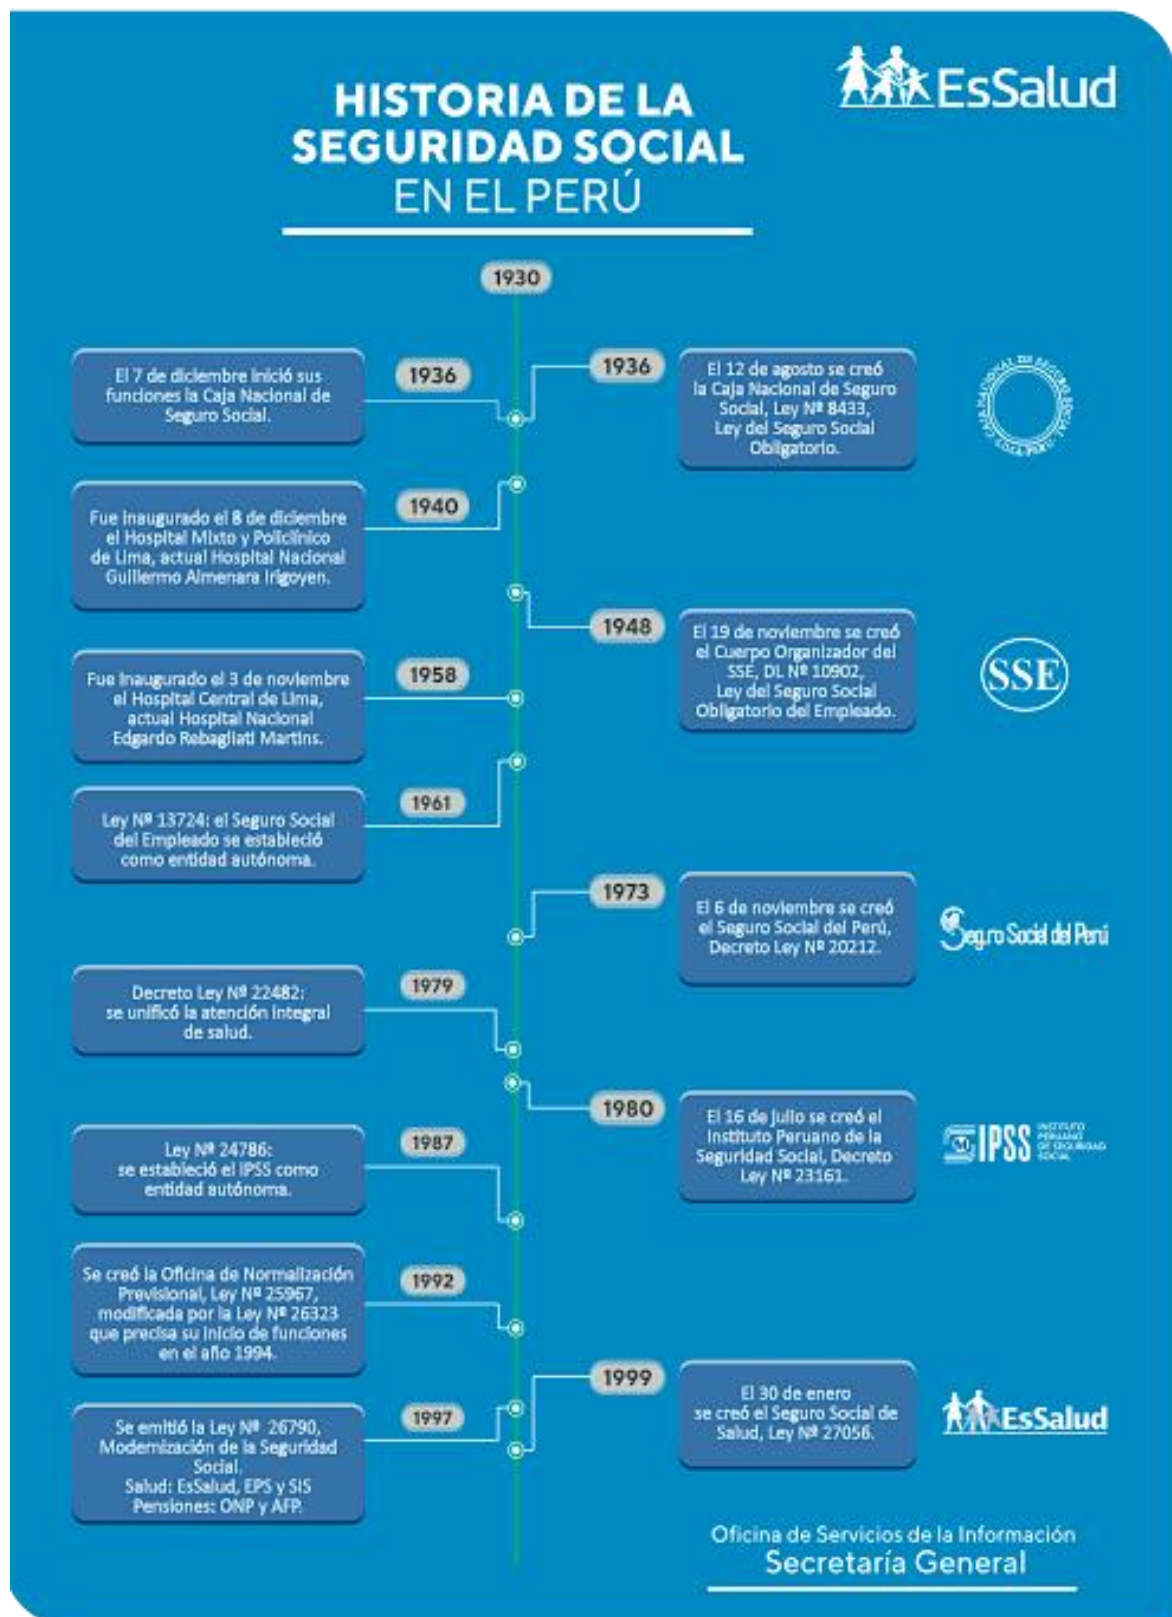 EsSalud
HISTORIA DE LA
SEGURIDAD SOCIAL
EN EL PERÚ
1930
1936
El 7 de diciembre inició sus
funciones la Caja Nacional de
Seguro Social.
1936
El 12 de agosto se creó
la Caja Nacional de Seguro
Social, Ley Nº 8433,
Ley del Seguro Social
Obligatorio.
CAJA NACIONAL DE SEGURO SOCIAL
LIMA PERU
1940
Fue inaugurado el 8 de diciembre
el Hospital Mixto y Policlínico
de Lima, actual Hospital Nacional
Guillermo Almenara Irigoyen.
1948
El 19 de noviembre se creó
el Cuerpo Organizador del
SSE, DL Nº 10902,
Ley del Seguro Social
Obligatorio del Empleado.
SSE
1958
Fue Inaugurado el 3 de noviembre
el Hospital Central de Lima,
actual Hospital Nacional
Edgardo Rebagliati Martins.
1961
Ley Nº 13724: el Seguro Social
del Empleado se estableció
como entidad autónoma.
1973
El 6 de noviembre se creó
el Seguro Social del Perú,
Decreto Ley Nº 20212.
Seguro Social del Perú
1979
Decreto Ley Nº 22482:
se unificó la atención integral
de salud.
1980
El 16 de Julio se creó el
Instituto Peruano de la
Seguridad Social, Decreto
Ley Nº 23161.
IPSS
INSTITUTO
PERUANO
DE SEGURIDAD
SOCIAL
1987
Ley Nº 24786:
se estableció el IPSS como
entidad autónoma.
1992
Se creó la Oficina de Normalización
Previsional, Ley Nº 25967,
modificada por la Ley Nº 26323
que precisa su inicio de funciones
en el año 1994.
1999
El 30 de enero
se creó el Seguro Social de
Salud, Ley Nº 27056.
EsSalud
1997
Se emitió la Ley Nº 26790,
Modernización de la Seguridad
Social.
Salud: EsSalud, EPS y SIS
Pensiones: ONP y AFP.
Oficina de Servicios de la Información
Secretaría General